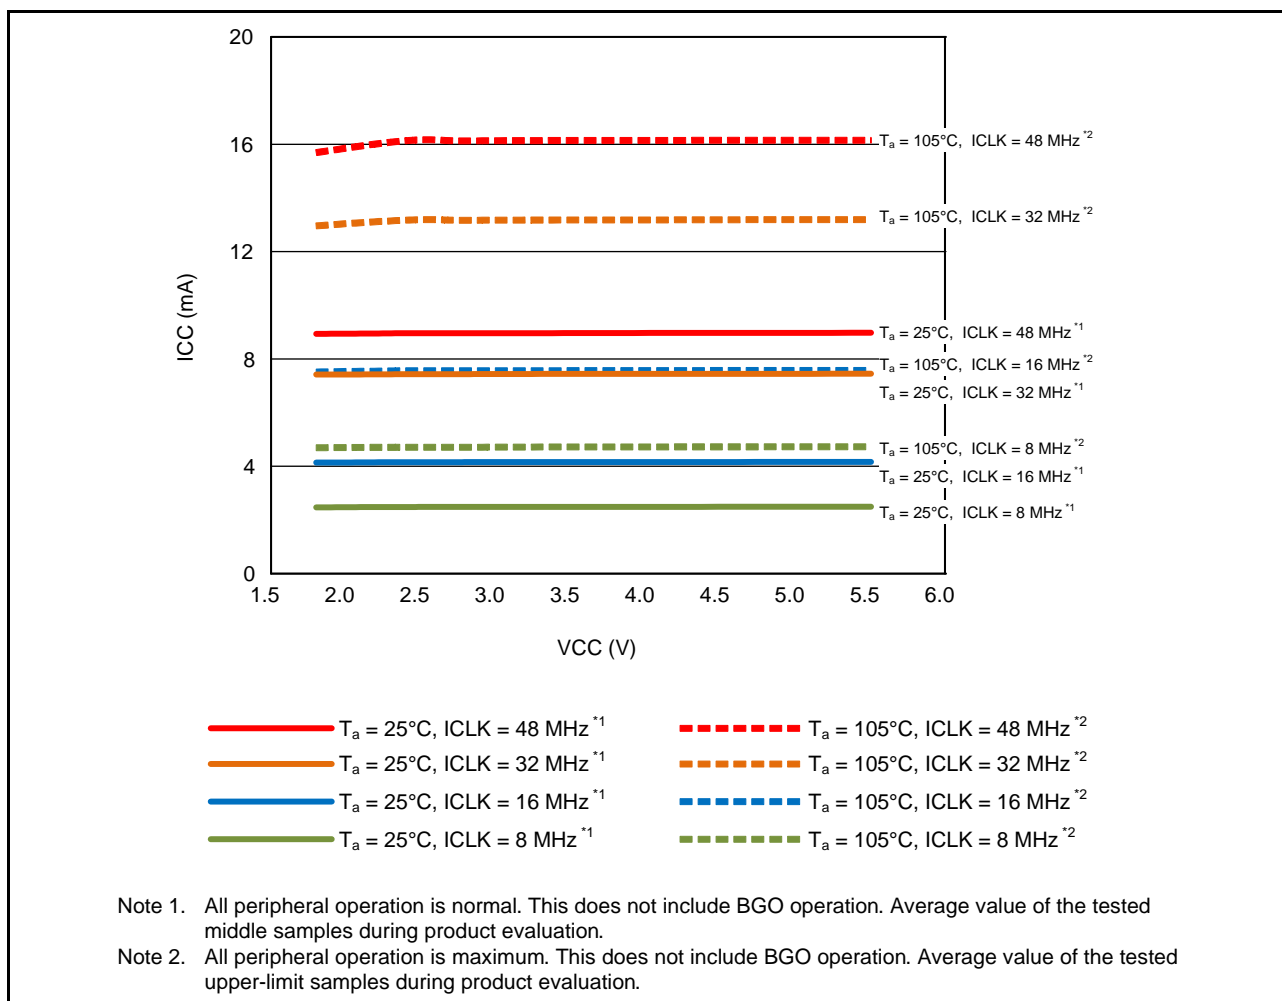 20
16
12
8
4
0
ICC (mA)
1.5 2.0 2.5 3.0 3.5 4.0 4.5 5.0 5.5 6.0
VCC (V)
Ta = 105°C, ICLK = 48 MHz *2
Ta = 105°C, ICLK = 32 MHz *2
Ta = 25°C, ICLK = 48 MHz *1
Ta = 105°C, ICLK = 16 MHz *2
Ta = 25°C, ICLK = 32 MHz *1
Ta = 105°C, ICLK = 8 MHz *2
Ta = 25°C, ICLK = 16 MHz *1
Ta = 25°C, ICLK = 8 MHz *1
Ta = 25°C, ICLK = 48 MHz *1
Ta = 105°C, ICLK = 48 MHz *2
Ta = 25°C, ICLK = 32 MHz *1
Ta = 105°C, ICLK = 32 MHz *2
Ta = 25°C, ICLK = 16 MHz *1
Ta = 105°C, ICLK = 16 MHz *2
Ta = 25°C, ICLK = 8 MHz *1
Ta = 105°C, ICLK = 8 MHz *2
Note 1. All peripheral operation is normal. This does not include BGO operation. Average value of the tested
middle samples during product evaluation.
Note 2. All peripheral operation is maximum. This does not include BGO operation. Average value of the tested
upper-limit samples during product evaluation.